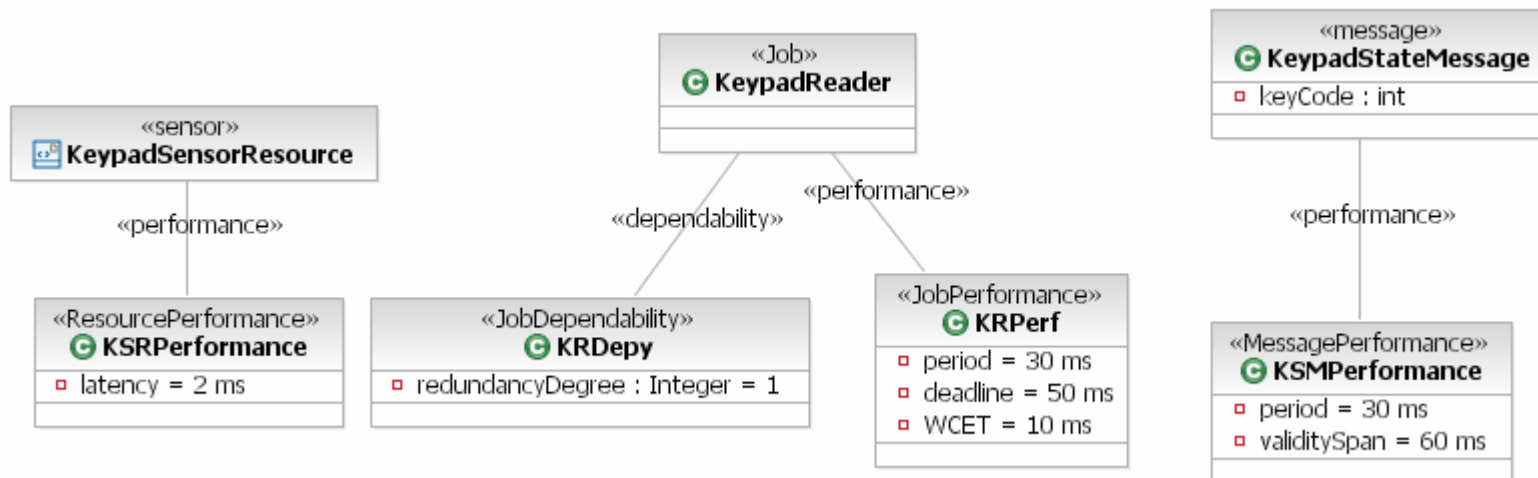 «sensor»
KeypadSensorResource
«performance»
«ResourcePerformance»
KSRPerformance
latency = 2 ms
«Job»
KeypadReader
«dependability»
«performance»
«JobDependability»
KRDepy
redundancyDegree : Integer = 1
«JobPerformance»
KRPerf
period = 30 ms
deadline = 50 ms
WCET = 10 ms
«message»
KeypadStateMessage
keyCode : int
«performance»
«MessagePerformance»
KSMPerformance
period = 30 ms
validitySpan = 60 ms